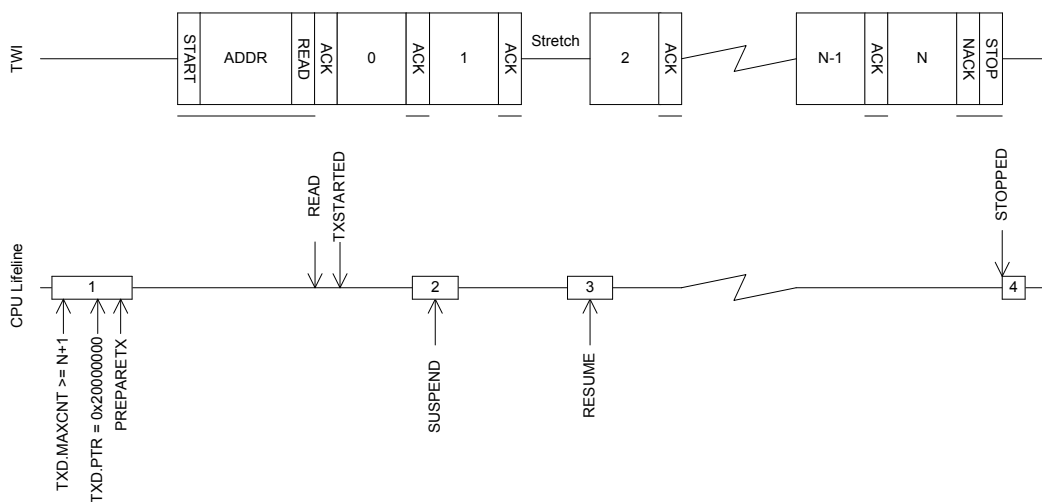 TWI
START
ADDR
READ
ACK
0
ACK
1
ACK
Stretch
2
ACK
N-1
ACK
N
NACK
STOP
CPU Lifeline
READ
TXSTARTED
STOPPED
1
2
3
4
TXD.MAXCNT >= N+1
TXD.PTR = 0x20000000
PREPARETX
SUSPEND
RESUME